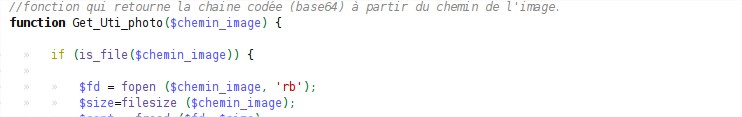 //fonction qui retourne la chaine codée (base64) à partir du chemin de l'image.
function Get_Uti_photo($chemin_image) {
if (is_file($chemin_image)) {
$fd = fopen ($chemin_image, 'rb');
$size=filesize ($chemin_image);